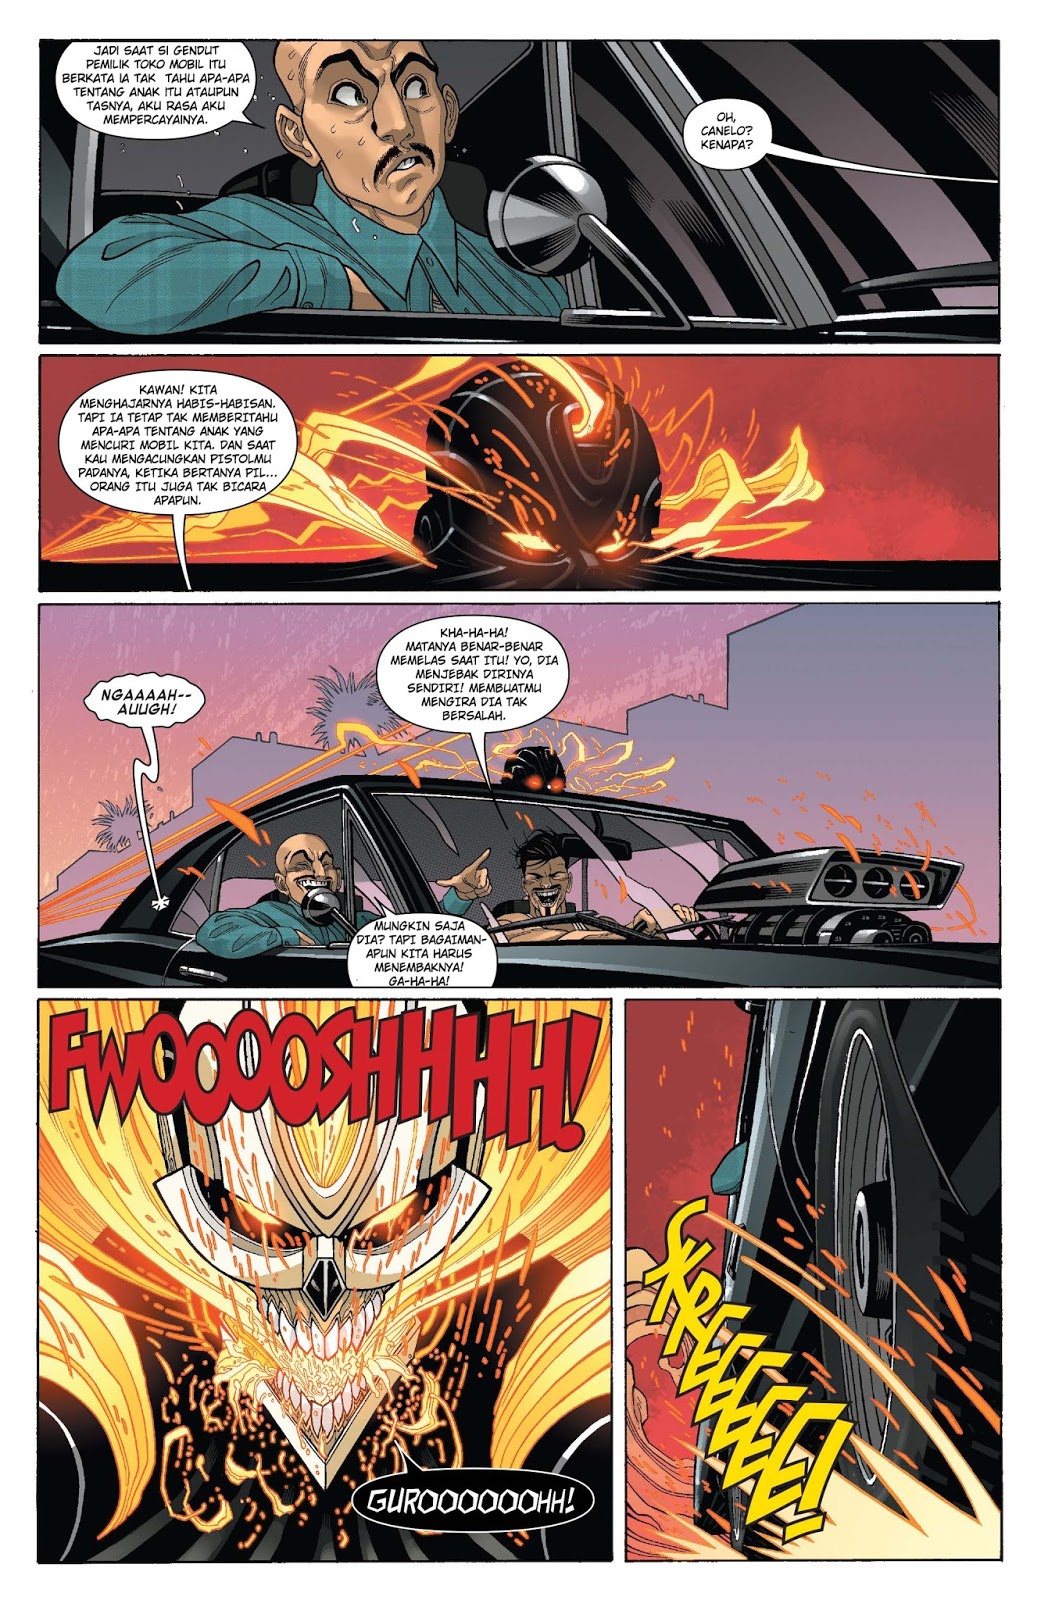 JADI SAAT SI GENDUT
PEMILIK TOKO MOBIL ITU
BERKATA IA TAK TAHU APA-APA
TENTANG ANAK ITU ATAUPUN
TASNYA, AKU RASA AKU
MEMPERCAYAINYA.
OH,
CANELO?
KENAPA?
KAWAN! KITA
MENGHAJARNYA HABIS-HABISAN.
TAPI IA TETAP TAK MEMBERITAHU
APA-APA TENTANG ANAK YANG
MENCURI MOBIL KITA. DAN SAAT
KAU MENGACUNGKAN PISTOLMU
PADANYA, KETIKA BERTANYA PIL...
ORANG ITU JUGA TAK BICARA
APAPUN.
NGAAAAH--
AUUGH!
KHA-HA-HA!
MATANYA BENAR-BENAR
MEMELAS SAAT ITU! YO, DIA
MENJEBAK DIRINYA
SENDIRI! MEMBUATMU
MENGIRA DIA TAK
BERSALAH.
MUNGKIN SAJA
DIA? TAPI BAGAIMAN-
APUN KITA HARUS
MENEMBAKNYA!
GA-HA-HA!
FWOOOOSHHHH!
GUROOOOOOOHH!
SKREEEEEE!